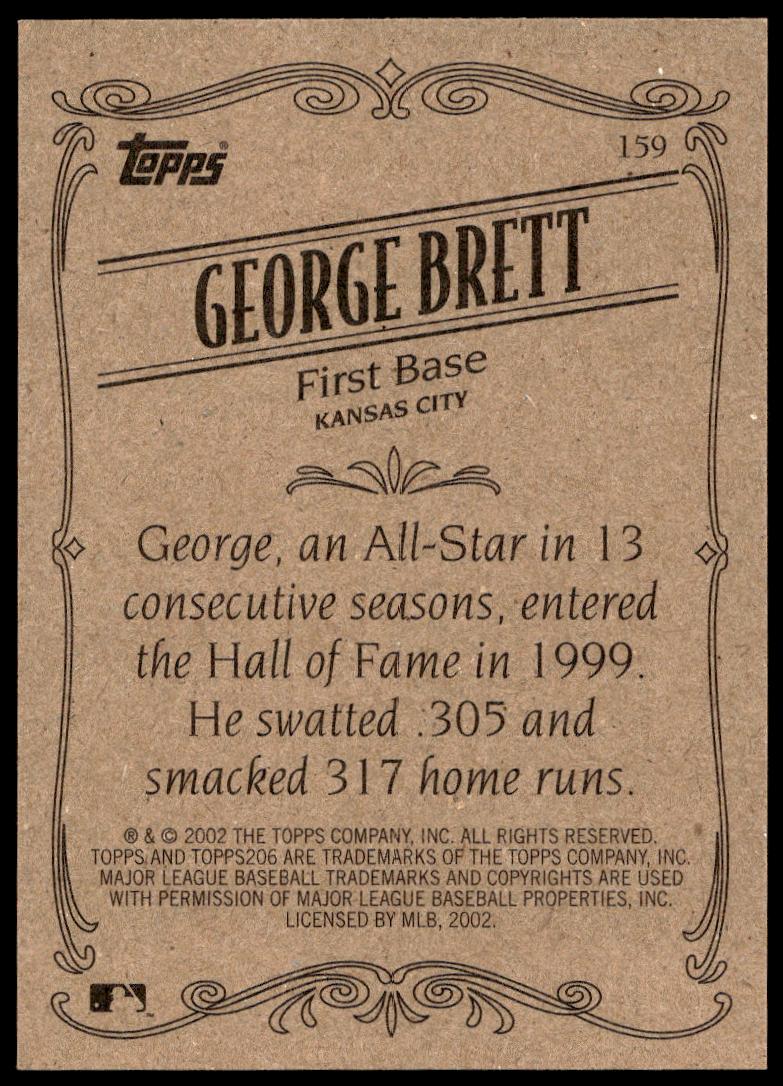 Topps®
159
GEORGE BRETT
First Base
KANSAS CITY
George, an All-Star in 13
consecutive seasons, entered
the Hall of Fame in 1999.
He swatted .305 and
smacked 317 home runs.
® & © 2002 THE TOPPS COMPANY, INC. ALL RIGHTS RESERVED.
TOPPS AND TOPPS206 ARE TRADEMARKS OF THE TOPPS COMPANY, INC.
MAJOR LEAGUE BASEBALL TRADEMARKS AND COPYRIGHTS ARE USED
WITH PERMISSION OF MAJOR LEAGUE BASEBALL PROPERTIES, INC.
LICENSED BY MLB, 2002.
™